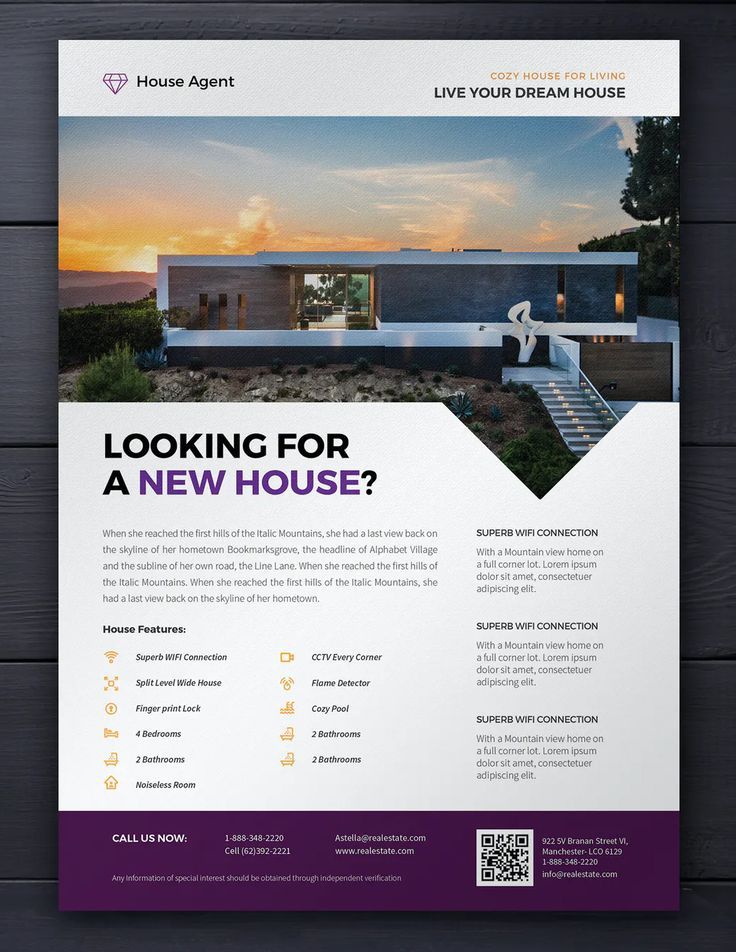 House Agent
COZY HOUSE FOR LIVING
LIVE YOUR DREAM HOUSE
LOOKING FOR
A NEW HOUSE?
When she reached the first hills of the Italic Mountains, she had a last view back on
the skyline of her hometown Bookmarksgrove, the headline of Alphabet Village
and the subline of her own road, the Line Lane. When she reached the first hills of
the Italic Mountains. When she reached the first hills of the Italic Mountains, she
had a last view back on the skyline of her hometown.
House Features:
Superb WIFI Connection
Split Level Wide House
Finger print Lock
4 Bedrooms
2 Bathrooms
Noiseless Room
CCTV Every Corner
Flame Detector
Cozy Pool
2 Bathrooms
2 Bathrooms
SUPERB WIFI CONNECTION
With a Mountain view home on
a full corner lot. Lorem ipsum
dolor sit amet, consectetuer
adipiscing elit.
SUPERB WIFI CONNECTION
With a Mountain view home on
a full corner lot. Lorem ipsum
dolor sit amet, consectetuer
adipiscing elit.
SUPERB WIFI CONNECTION
With a Mountain view home on
a full corner lot. Lorem ipsum
dolor sit amet, consectetuer
adipiscing elit.
CALL US NOW:
1-888-348-2220
Cell (62)392-2221
Astella@realestate.com
www.realestate.com
Any Information of special interest should be obtained through independent verification
922 5V Branan Street VI,
Manchester- LCO 6129
1-888-348-2220
info@realestate.com